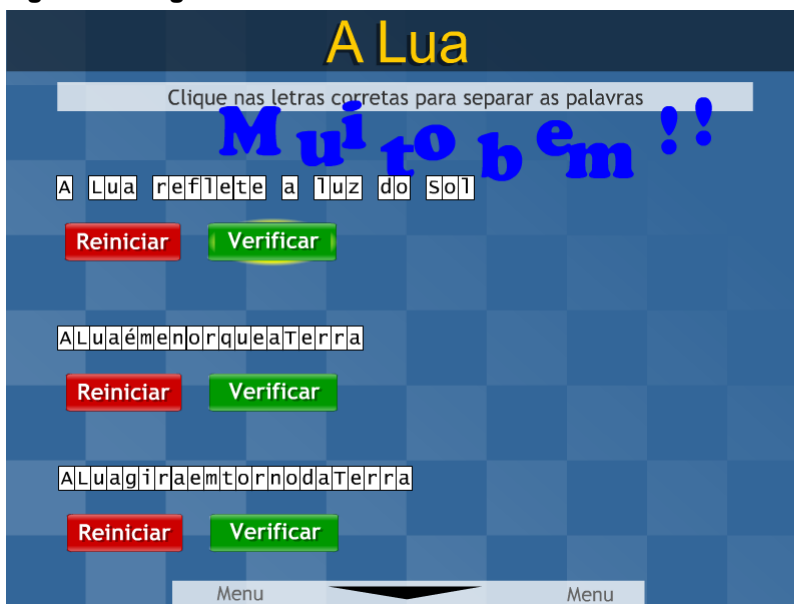 A Lua
Clique nas letras corretas para separar as palavras
Muito bem !!
A Lua reflete a luz do Sol
Reiniciar Verificar
ALuaémenorqueaTerra
Reiniciar Verificar
ALuagiraemtornodaTerra
Reiniciar Verificar
Menu Menu